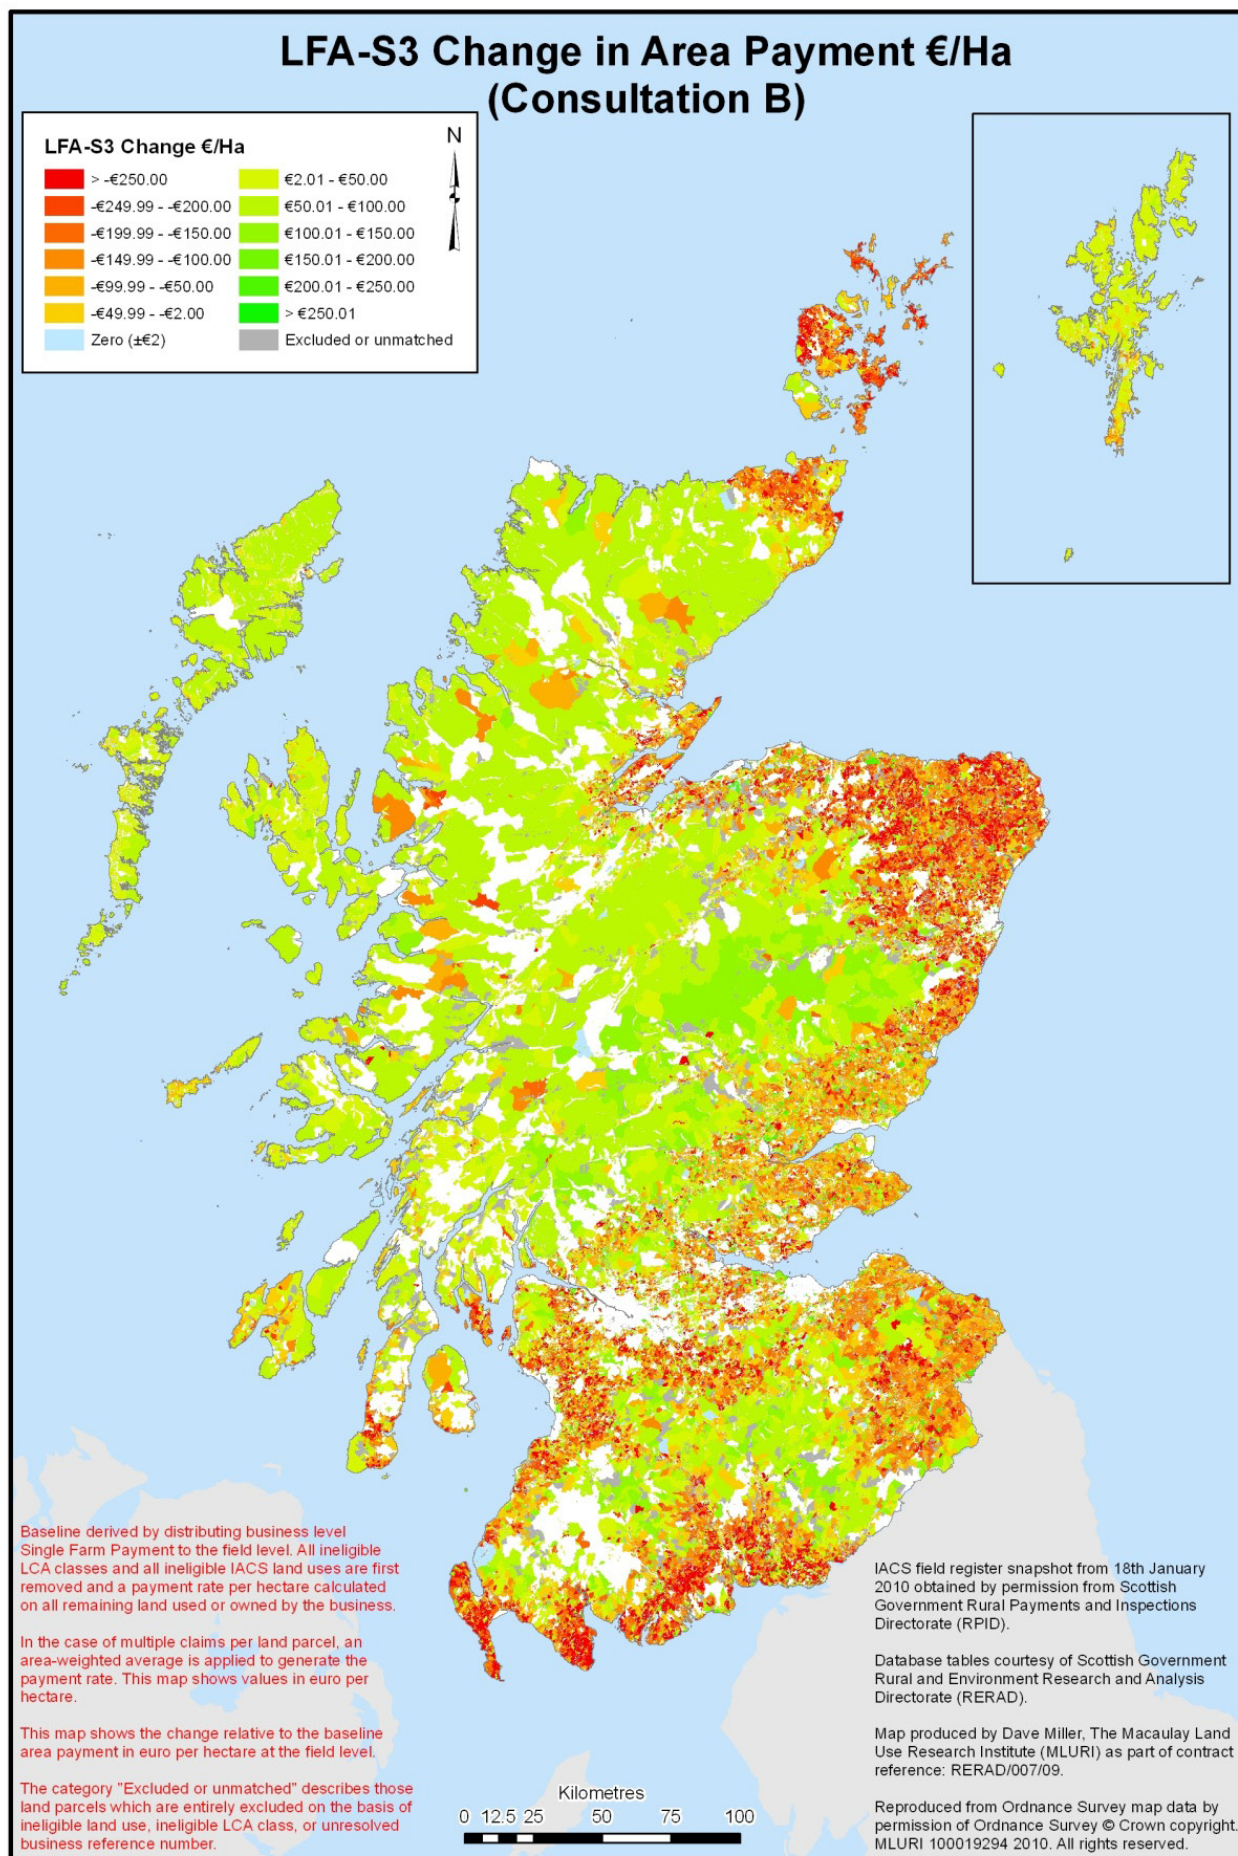 LFA-S3 Change in Area Payment €/Ha
(Consultation B)
LFA-S3 Change €/Ha
> -€250.00
-€249.99 - -€200.00
-€199.99 - -€150.00
-€149.99 - -€100.00
-€99.99 - -€50.00
-€49.99 - -€2.00
Zero (±€2)
€2.01 - €50.00
€50.01 - €100.00
€100.01 - €150.00
€150.01 - €200.00
€200.01 - €250.00
> €250.01
Excluded or unmatched
N
Baseline derived by distributing business level
Single Farm Payment to the field level. All ineligible
LCA classes and all ineligible IACS land uses are first
removed and a payment rate per hectare calculated
on all remaining land used or owned by the business.
In the case of multiple claims per land parcel, an
area-weighted average is applied to generate the
payment rate. This map shows values in euro per
hectare.
This map shows the change relative to the baseline
area payment in euro per hectare at the field level.
The category "Excluded or unmatched" describes those
land parcels which are entirely excluded on the basis of
ineligible land use, ineligible LCA class, or unresolved
business reference number.
Kilometres
0 12.5 25 50 75 100
IACS field register snapshot from 18th January
2010 obtained by permission from Scottish
Government Rural Payments and Inspections
Directorate (RPID).
Database tables courtesy of Scottish Government
Rural and Environment Research and Analysis
Directorate (RERAD).
Map produced by Dave Miller, The Macaulay Land
Use Research Institute (MLURI) as part of contract
reference: RERAD/007/09.
Reproduced from Ordnance Survey map data by
permission of Ordnance Survey © Crown copyright.
MLURI 100019294 2010. All rights reserved.